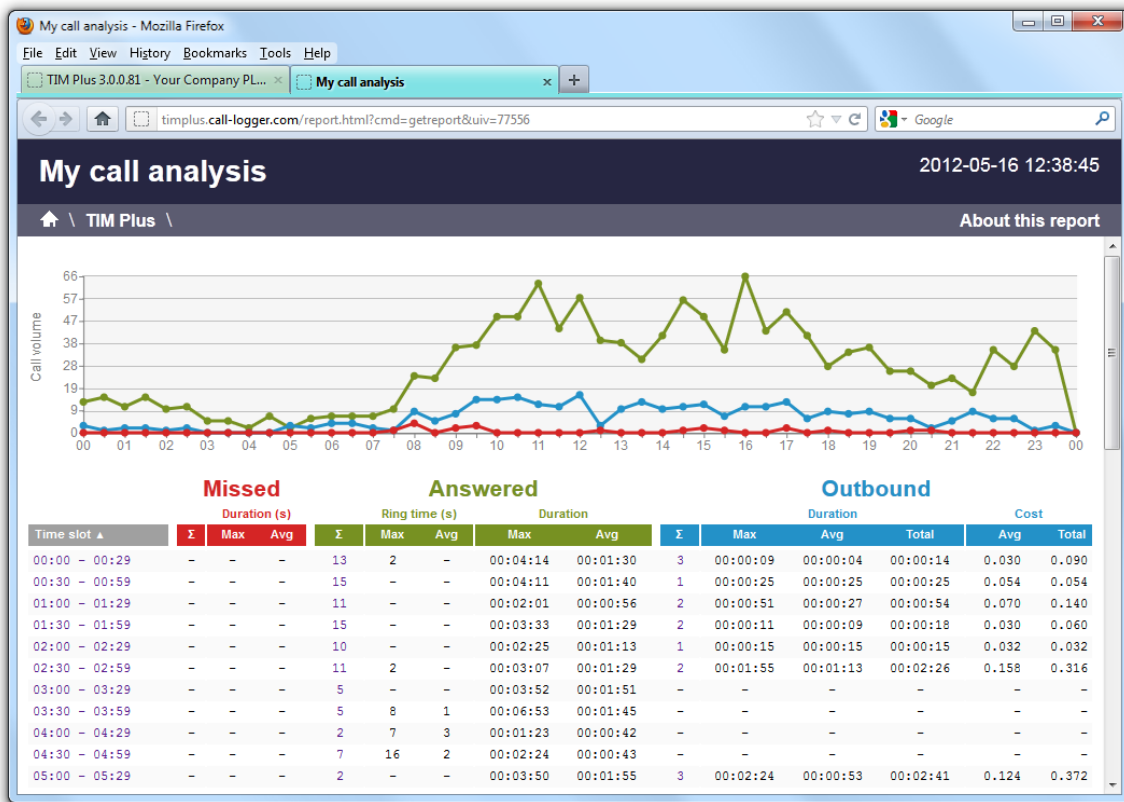 My call analysis - Mozilla Firefox
File Edit View History Bookmarks Tools Help
TIM Plus 3.0.0.81 - Your Company PL... × My call analysis × +
timplus.call-logger.com/report.html?cmd=getreport&uiv=77556 Google
My call analysis 2012-05-16 12:38:45
\ TIM Plus \ About this report
Call volume
66
57
47
38
28
19
9
0
00 01 02 03 04 05 06 07 08 09 10 11 12 13 14 15 16 17 18 19 20 21 22 23 00
Missed Answered Outbound
Duration (s) Ring time (s) Duration Duration Cost
Time slot ▲ Σ Max Avg Σ Max Avg Max Avg Σ Max Avg Total Avg Total
00:00 - 00:29 - - - 13 2 - 00:04:14 00:01:30 3 00:00:09 00:00:04 00:00:14 0.030 0.090
00:30 - 00:59 - - - 15 - - 00:04:11 00:01:40 1 00:00:25 00:00:25 00:00:25 0.054 0.054
01:00 - 01:29 - - - 11 - - 00:02:01 00:00:56 2 00:00:51 00:00:27 00:00:54 0.070 0.140
01:30 - 01:59 - - - 15 - - 00:03:33 00:01:29 2 00:00:11 00:00:09 00:00:18 0.030 0.060
02:00 - 02:29 - - - 10 - - 00:02:25 00:01:13 1 00:00:15 00:00:15 00:00:15 0.032 0.032
02:30 - 02:59 - - - 11 2 - 00:03:07 00:01:29 2 00:01:55 00:01:13 00:02:26 0.158 0.316
03:00 - 03:29 - - - 5 - - 00:03:52 00:01:51 - - - - - -
03:30 - 03:59 - - - 5 8 1 00:06:53 00:01:45 - - - - - -
04:00 - 04:29 - - - 2 7 3 00:01:23 00:00:42 - - - - - -
04:30 - 04:59 - - - 7 16 2 00:02:24 00:00:43 - - - - - -
05:00 - 05:29 - - - 2 - - 00:03:50 00:01:55 3 00:02:24 00:00:53 00:02:41 0.124 0.372